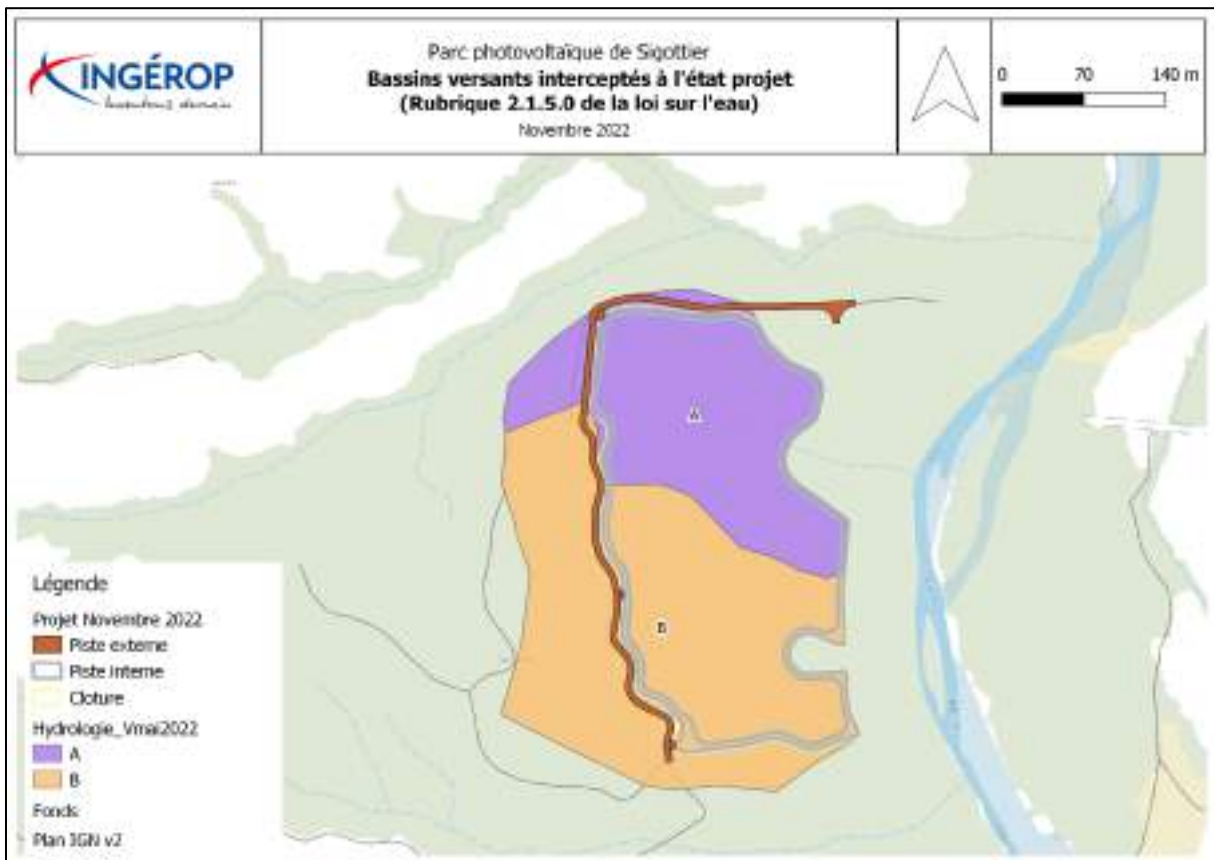 INGÉROP
Inventons demain
Parc photovoltaïque de Sigottier
Bassins versants interceptés à l'état projet
(Rubrique 2.1.5.0 de la loi sur l'eau)
Novembre 2022
0 70 140 m
A
B
Légende
Projet Novembre 2022
Piste externe
Piste interne
Cloture
Hydrologie_Vmai2022
A
B
Fonds
Plan IGN v2